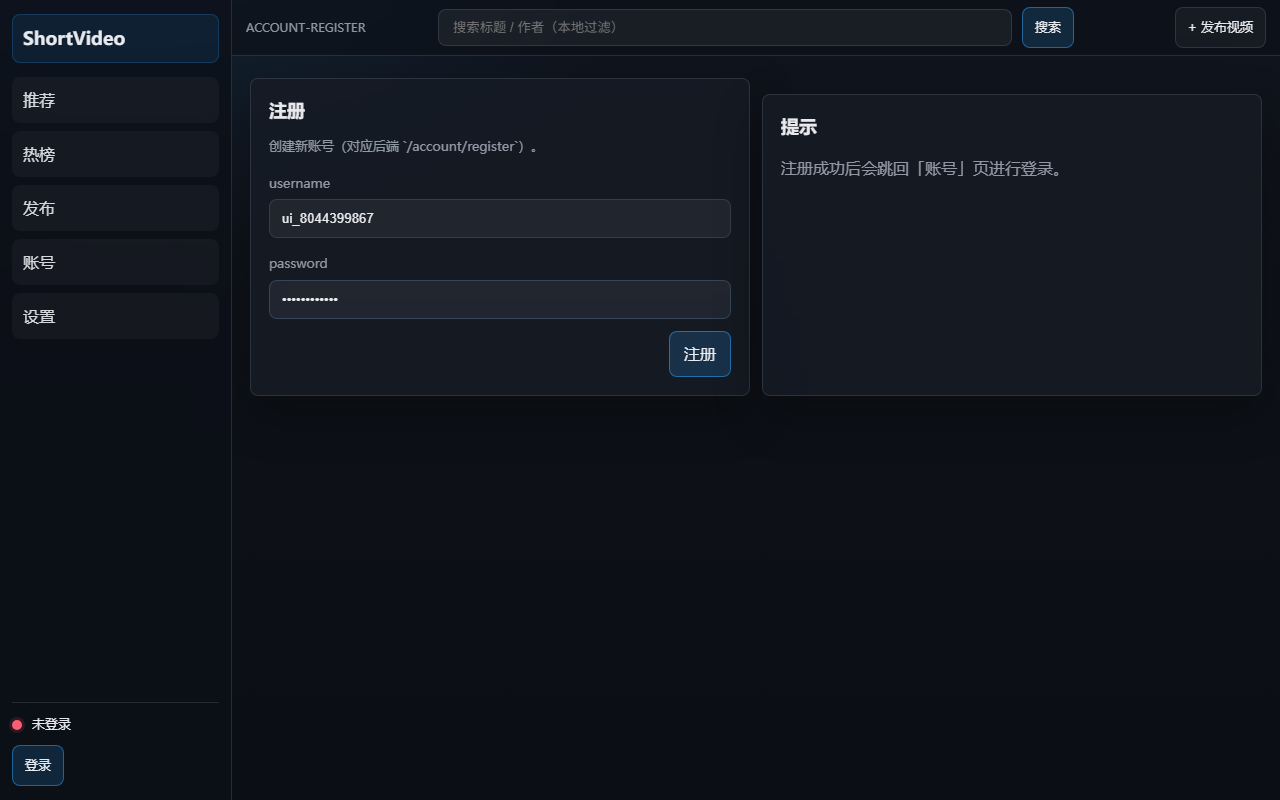 ShortVideo
推荐
热榜
发布
账号
设置
未登录
登录
ACCOUNT-REGISTER
搜索标题 / 作者（本地过滤）
搜索
+ 发布视频
注册
创建新账号（对应后端 `/account/register`）。
username
ui_8044399867
password
••••••••••••
注册
提示
注册成功后会跳回「账号」页进行登录。